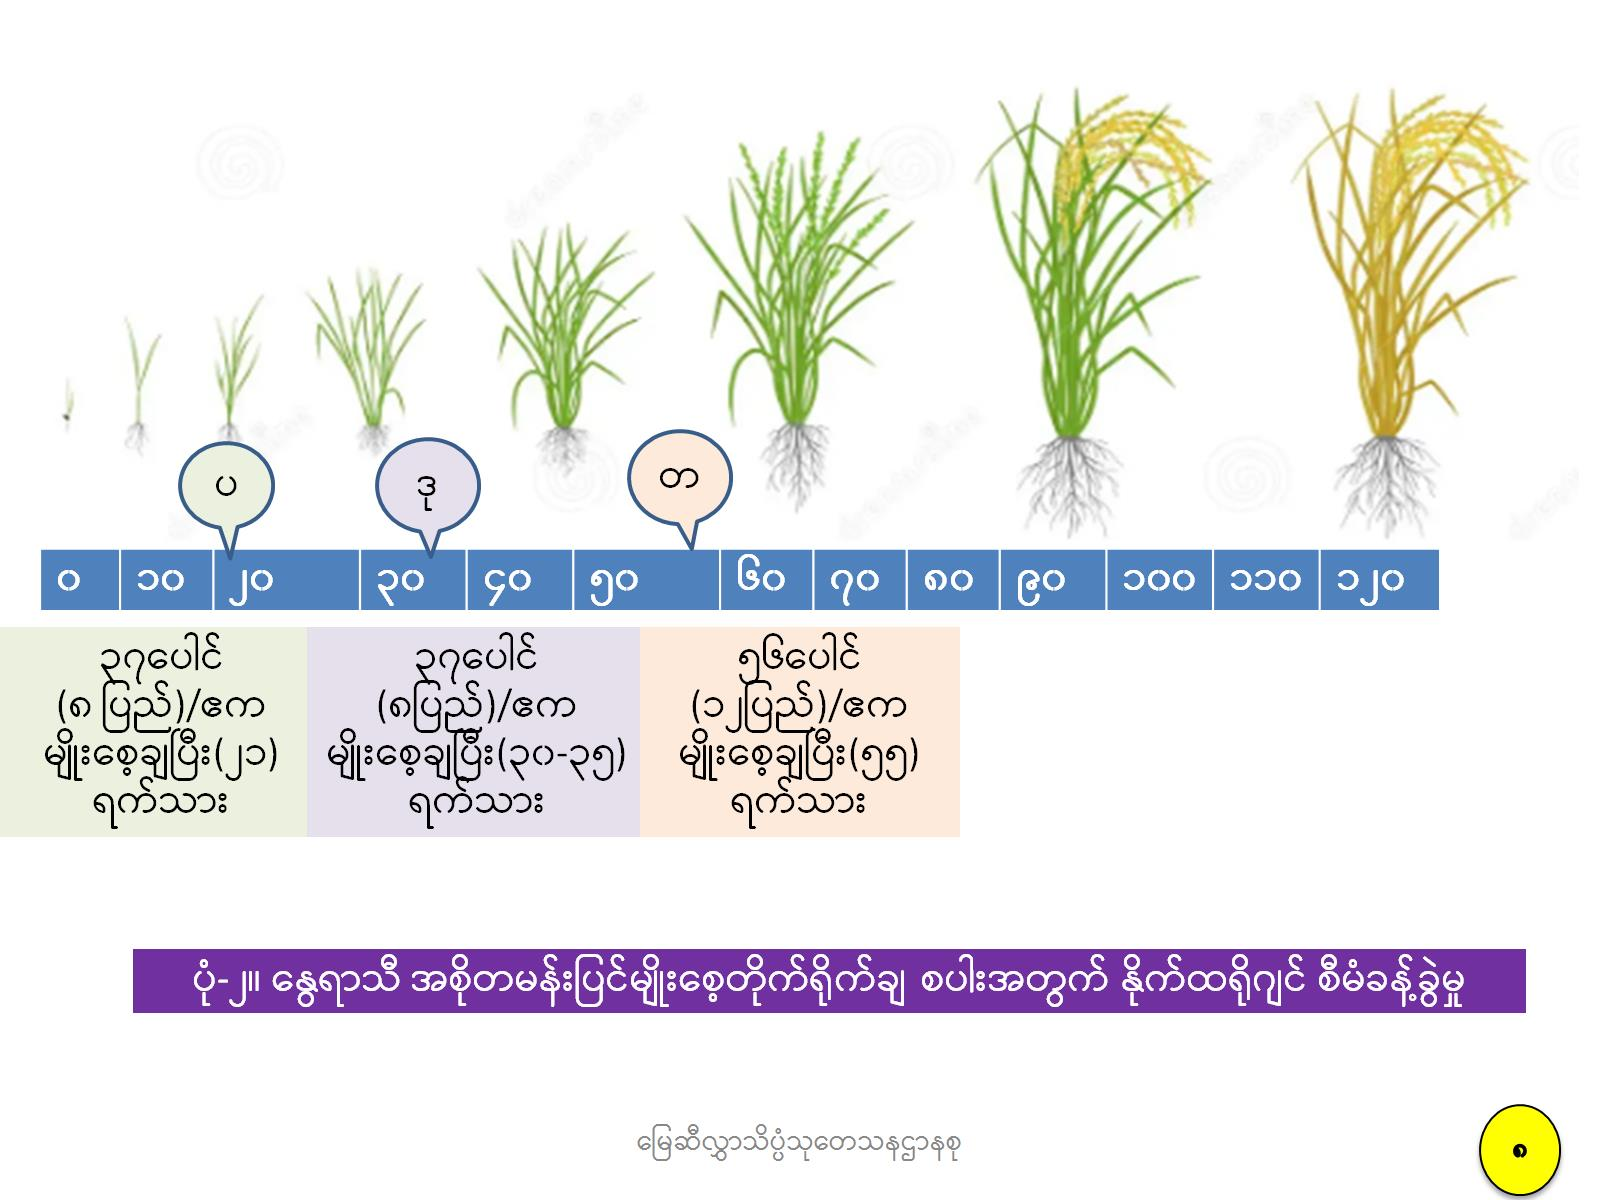 ပ
ဒု
တ
၀ ၁၀ ၂၀ ၃၀ ၄၀ ၅၀ ၆၀ ၇၀ ၈၀ ၉၀ ၁၀၀ ၁၁၀ ၁၂၀
၃၇ပေါင်
(၈ ပြည်)/ဧက
မျိုးစေ့ချပြီး(၂၁)
ရက်သား
၃၇ပေါင်
(၈ပြည်)/ဧက
မျိုးစေ့ချပြီး(၃၀-၃၅)
ရက်သား
၅၆ပေါင်
(၁၂ပြည်)/ဧက
မျိုးစေ့ချပြီး(၅၅)
ရက်သား
ပုံ-၂။ နွေရာသီ အစိုတမန်းပြင်မျိုးစေ့တိုက်ရိုက်ချ စပါးအတွက် နိုက်ထရိုဂျင် စီမံခန့်ခွဲမှု
မြေဆီလွှာသိပ္ပံသုတေသနဌာနစု
၈